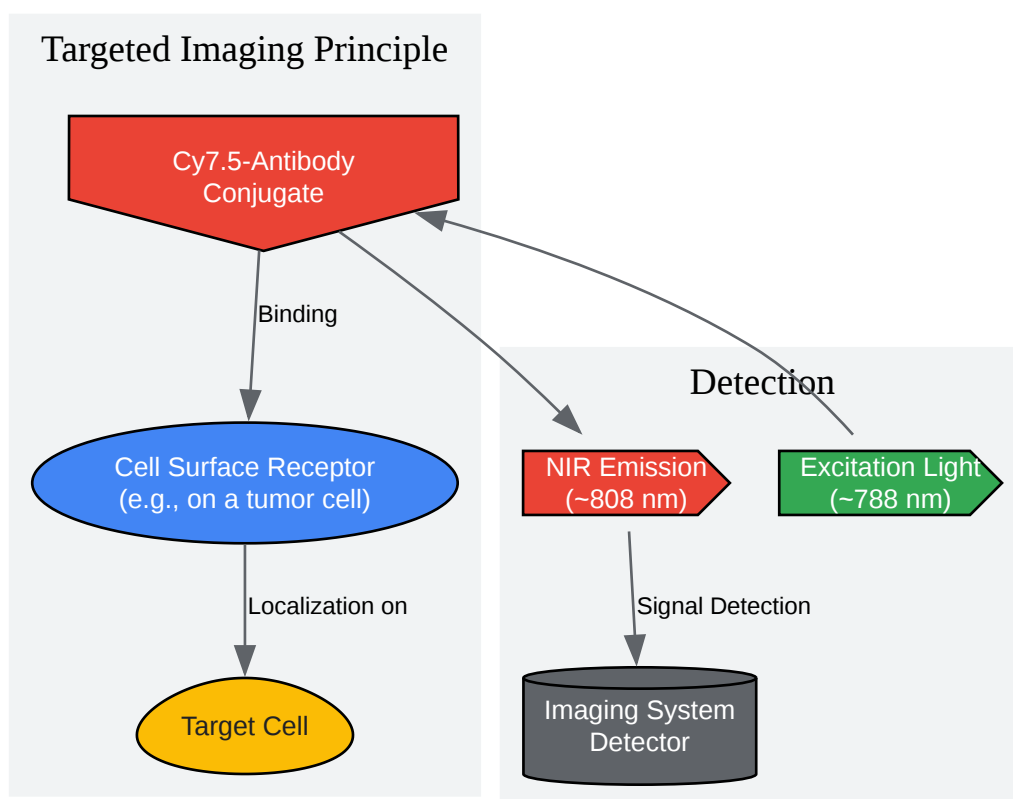 Targeted Imaging Principle
Cy7.5-Antibody
Conjugate
Binding
Cell Surface Receptor
(e.g., on a tumor cell)
Localization on
Target Cell
Detection
NIR Emission
(~808 nm)
Excitation Light
(~788 nm)
Signal Detection
Imaging System
Detector